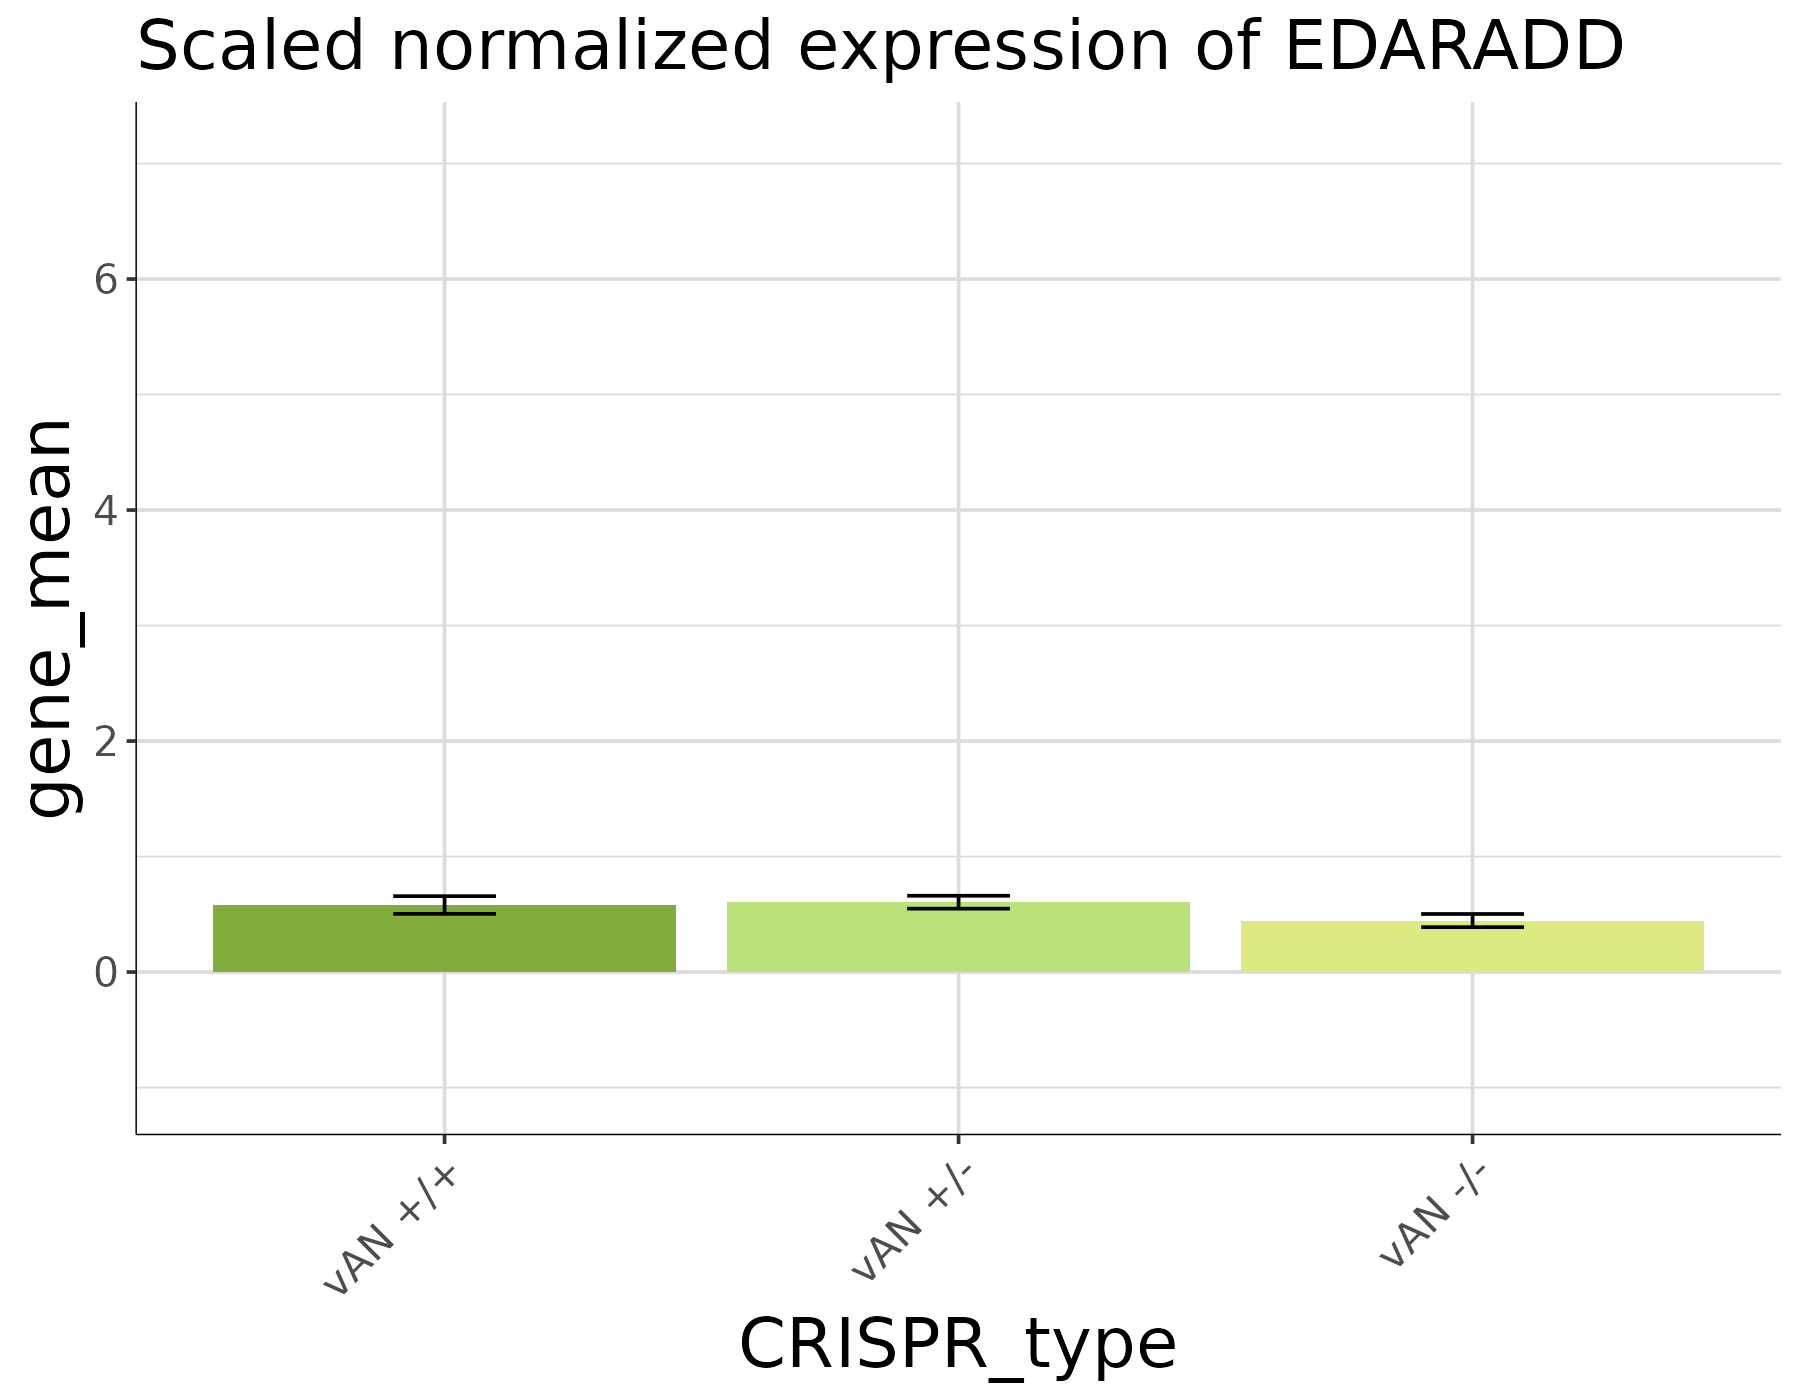 Scaled normalized expression of EDARADD
gene_mean
6
4
2
0
vAN +/+
vAN +/-
vAN -/-
CRISPR_type